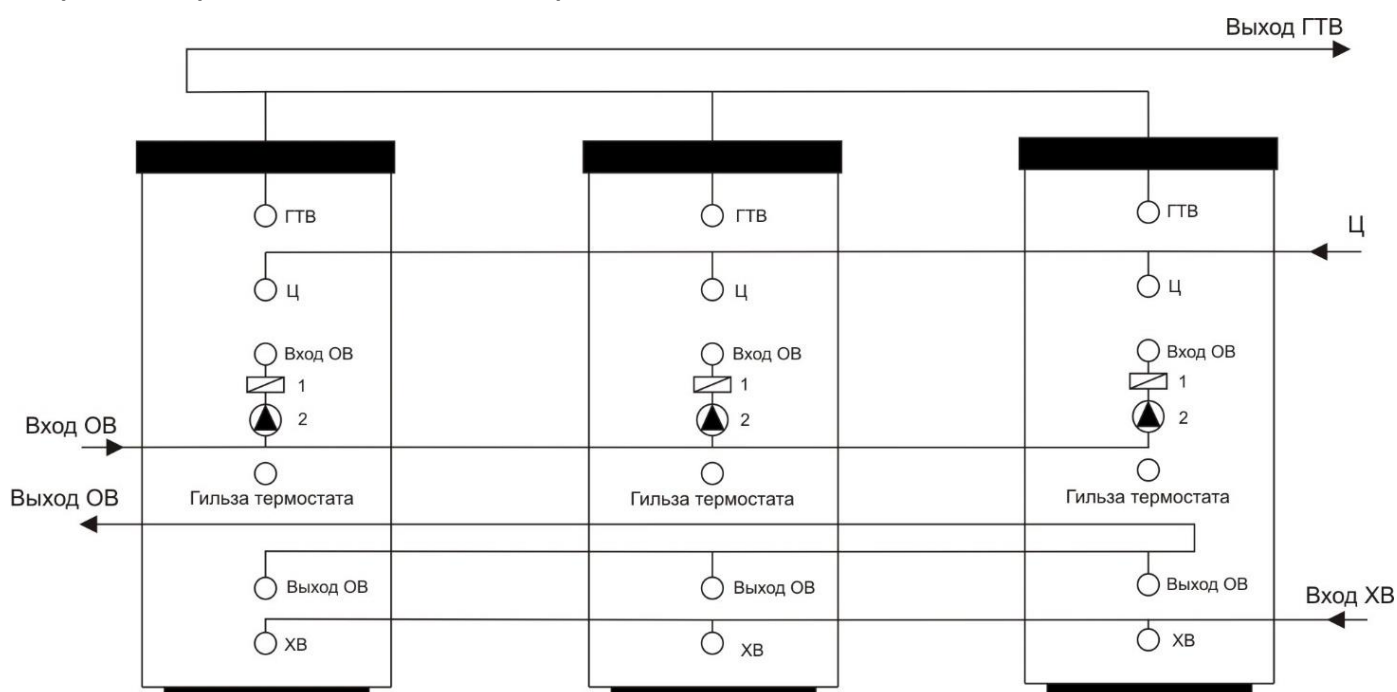 Выход ГТВ
ГТВ
ГТВ
ГТВ
Ц
Ц
Ц
Ц
Вход ОВ
Вход ОВ
Вход ОВ
1
1
1
2
2
2
Вход ОВ
Гильза термостата
Гильза термостата
Гильза термостата
Выход ОВ
Выход ОВ
Выход ОВ
Выход ОВ
Вход ХВ
ХВ
ХВ
ХВ